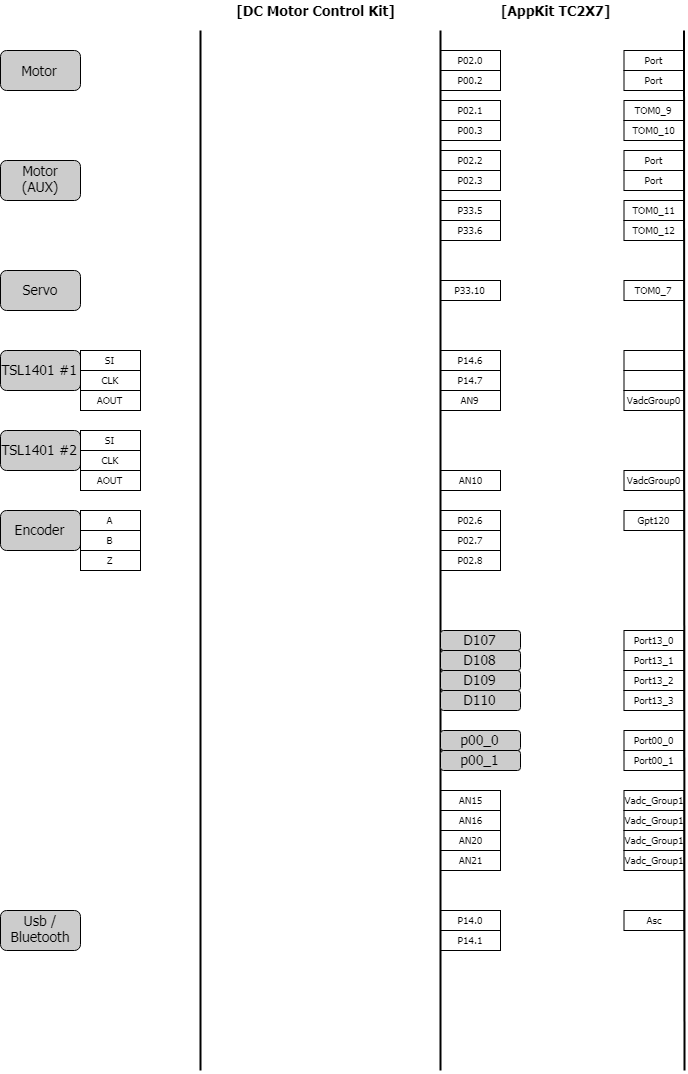 [DC Motor Control Kit]
[AppKit TC2X7]
Motor
P02.0
Port
P00.2
Port
P02.1
TOM0_9
P00.3
TOM0_10
Motor
(AUX)
P02.2
Port
P02.3
Port
P33.5
TOM0_11
P33.6
TOM0_12
Servo
P33.10
TOM0_7
TSL1401 #1
SI
P14.6
CLK
P14.7
AOUT
AN9
VadcGroup0
TSL1401 #2
SI
CLK
AOUT
AN10
VadcGroup0
Encoder
A
P02.6
Gpt120
B
P02.7
Z
P02.8
D107
Port13_0
D108
Port13_1
D109
Port13_2
D110
Port13_3
p00_0
Port00_0
p00_1
Port00_1
AN15
Vadc_Group1
AN16
Vadc_Group1
AN20
Vadc_Group1
AN21
Vadc_Group1
Usb /
Bluetooth
P14.0
Asc
P14.1